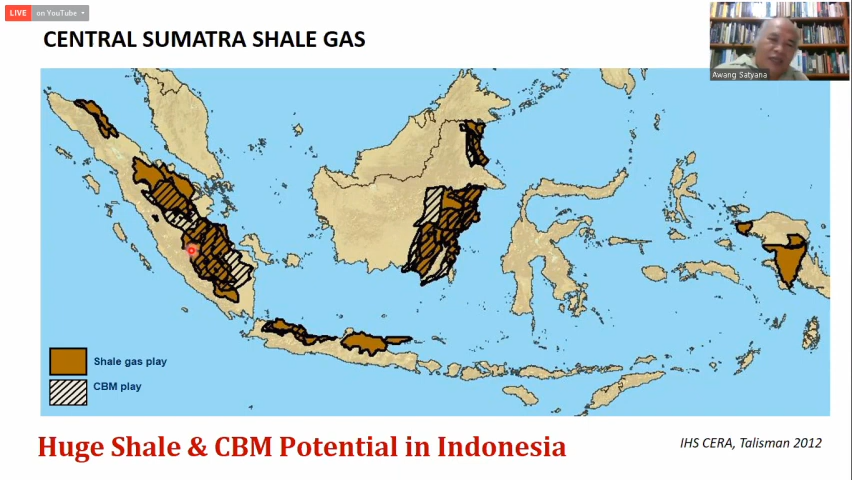 LIVE on YouTube
CENTRAL SUMATRA SHALE GAS
Awang Satyana
Shale gas play
CBM play
Huge Shale & CBM Potential in Indonesia
IHS CERA, Talisman 2012